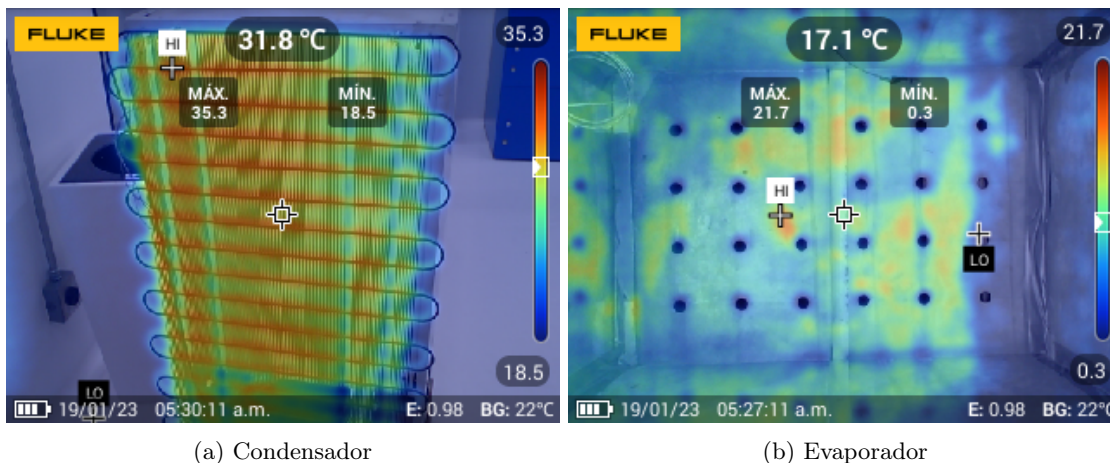 FLUKE
HI
31.8 °C
35.3
MÁX.
35.3
MÍN.
18.5
18.5
LO
19/01/23 05:30:11 a.m.
E: 0.98 BG: 22°C
FLUKE
17.1 °C
21.7
MÁX.
21.7
MÍN.
0.3
HI
LO
0.3
19/01/23 05:27:11 a.m.
E: 0.98 BG: 22°C
(a) Condensador
(b) Evaporador